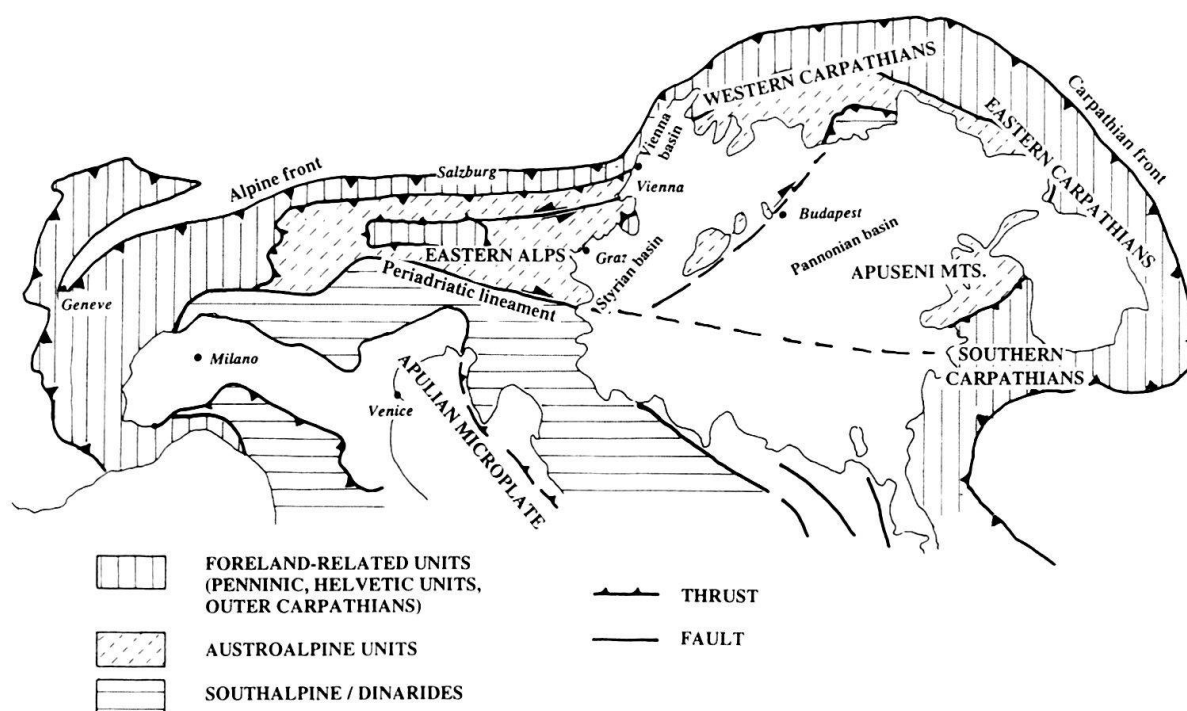 WESTERN CARPATHIANS
Carpathian front
EASTERN CARPATHIANS
Vienna
basin
Alpine front
Salzburg
Vienna
Budapest
EASTERN ALPS
Graz
Styrian basin
Pannonian basin
APUSENI MTS.
Periadriatic lineament
Geneve
Milano
Venice
APULIAN MICROPLATE
SOUTHERN
CARPATHIANS
FORELAND-RELATED UNITS
(PENNINIC, HELVETIC UNITS,
OUTER CARPATHIANS)
THRUST
AUSTROALPINE UNITS
FAULT
SOUTHALPINE / DINARIDES